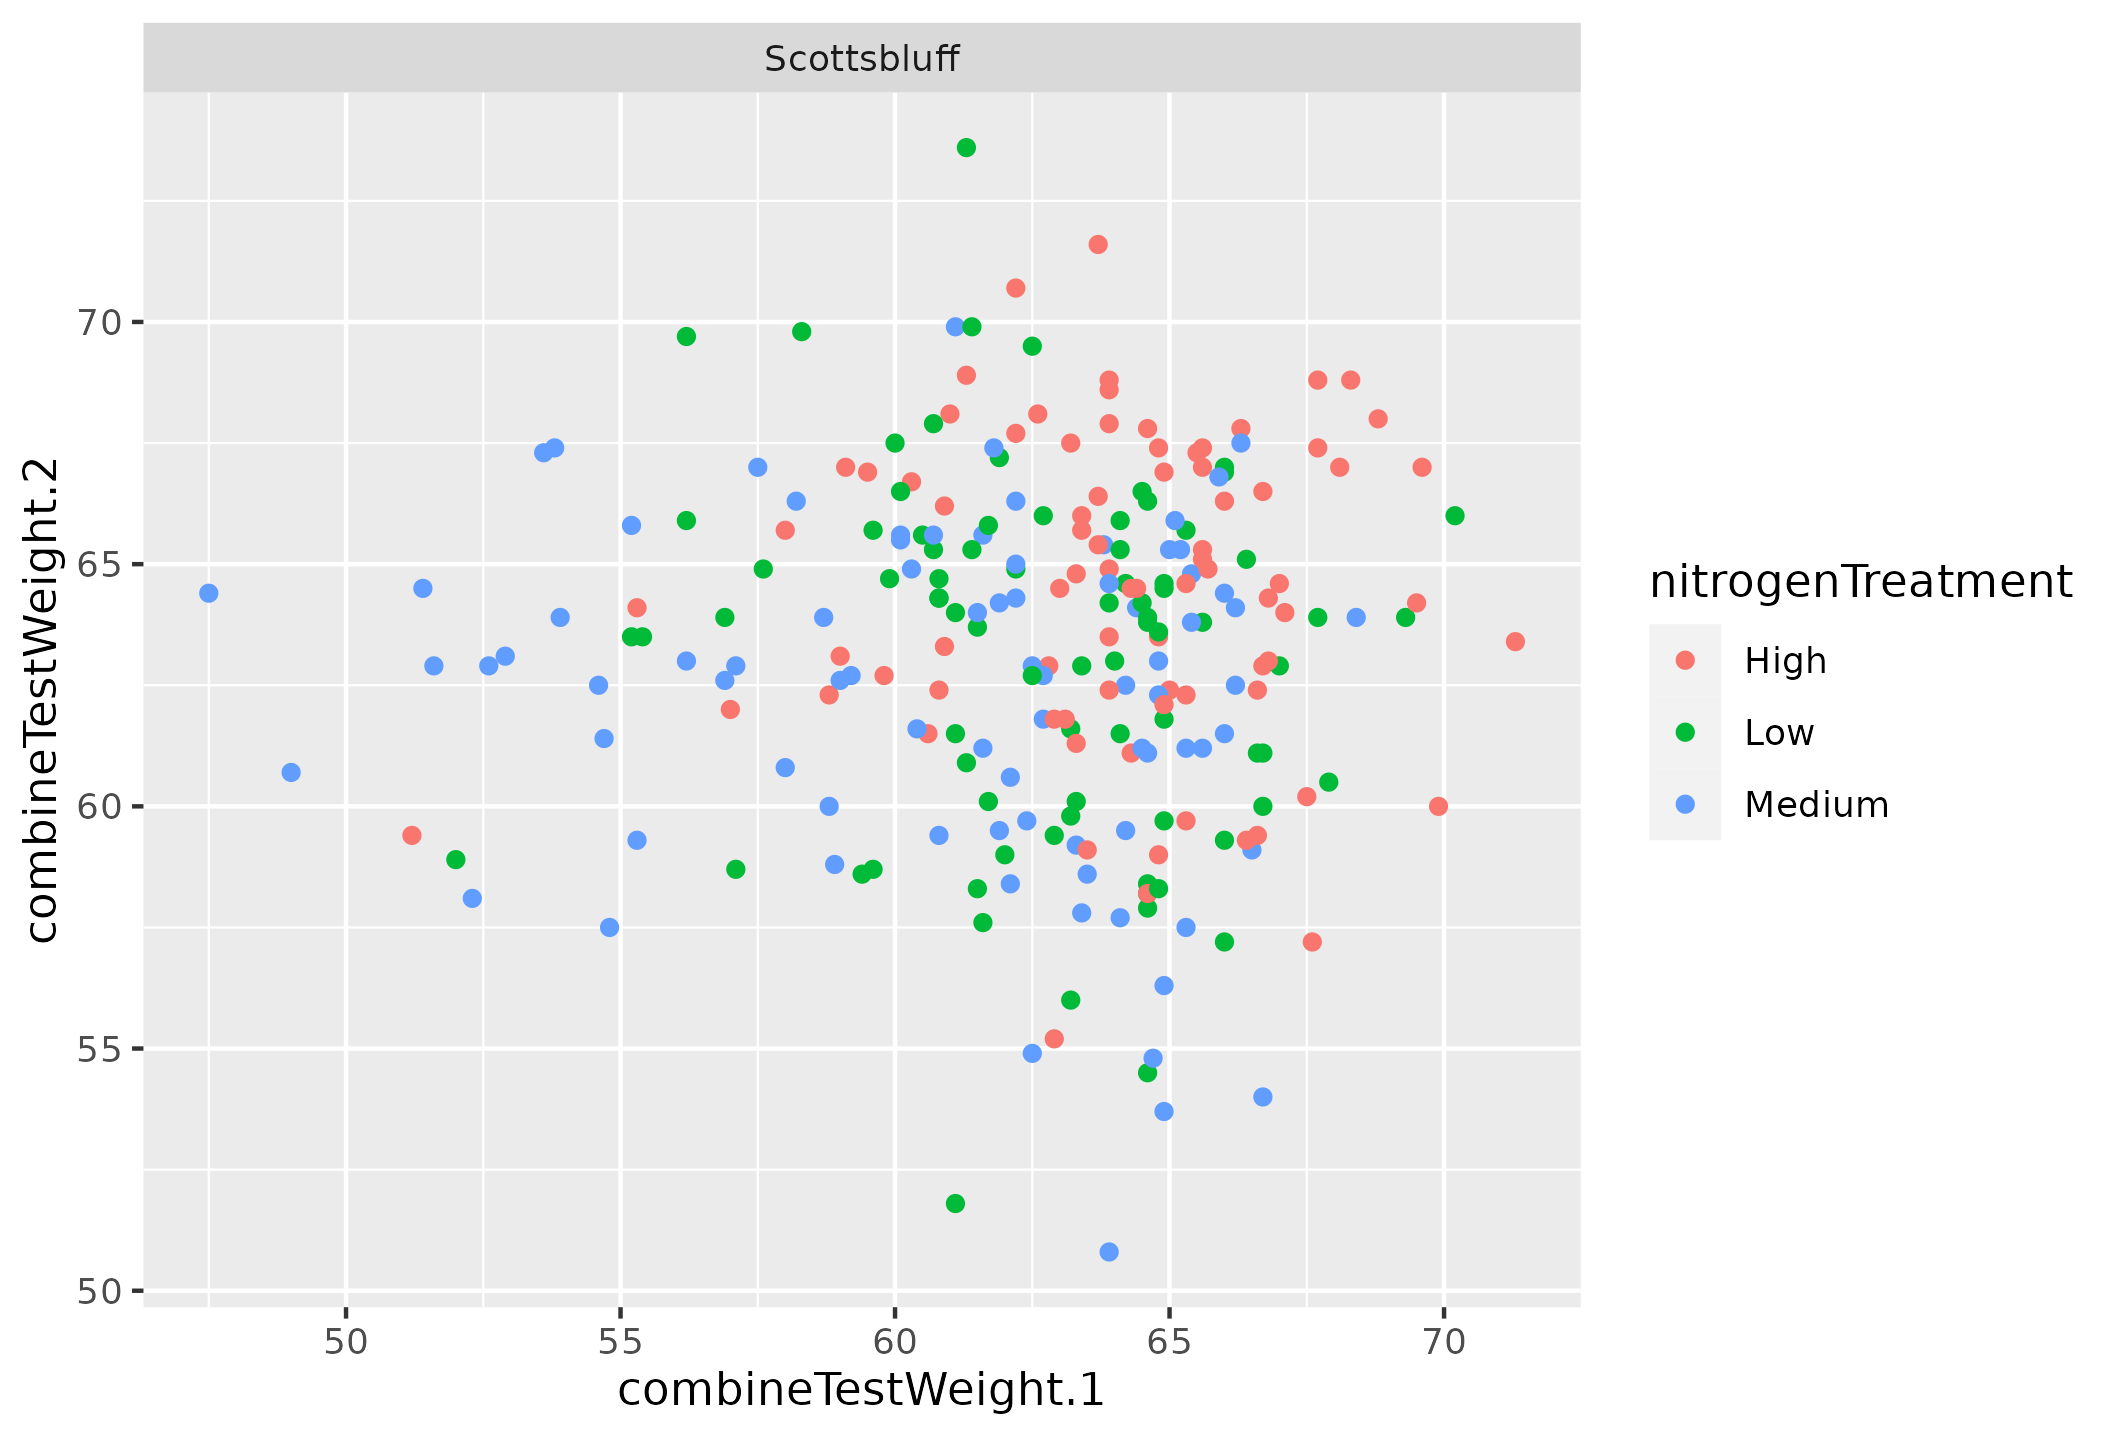 Scottsbluff
combineTestWeight.2
70
65
60
55
50
50 55 60 65 70
combineTestWeight.1
nitrogenTreatment
High
Low
Medium